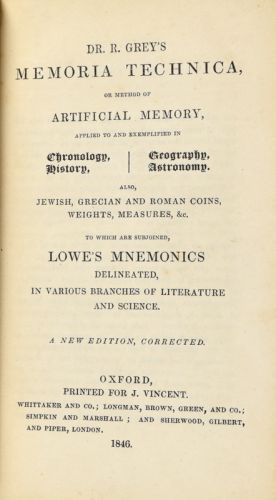 DR. R. GREY'S
MEMORIA TECHNICA,
OR METHOD OF
ARTIFICIAL MEMORY,
APPLIED TO AND EXEMPLIFIED IN
Chronology, | Geography,
History, | Astronomy.
ALSO,
JEWISH, GRECIAN AND ROMAN COINS,
WEIGHTS, MEASURES, &c.
TO WHICH ARE SUBJOINED,
LOWE'S MNEMONICS
DELINEATED,
IN VARIOUS BRANCHES OF LITERATURE
AND SCIENCE.
A NEW EDITION, CORRECTED.
OXFORD,
PRINTED FOR J. VINCENT.
WHITTAKER AND CO.; LONGMAN, BROWN, GREEN, AND CO.;
SIMPKIN AND MARSHALL; AND SHERWOOD, GILBERT,
AND PIPER, LONDON.
1846.